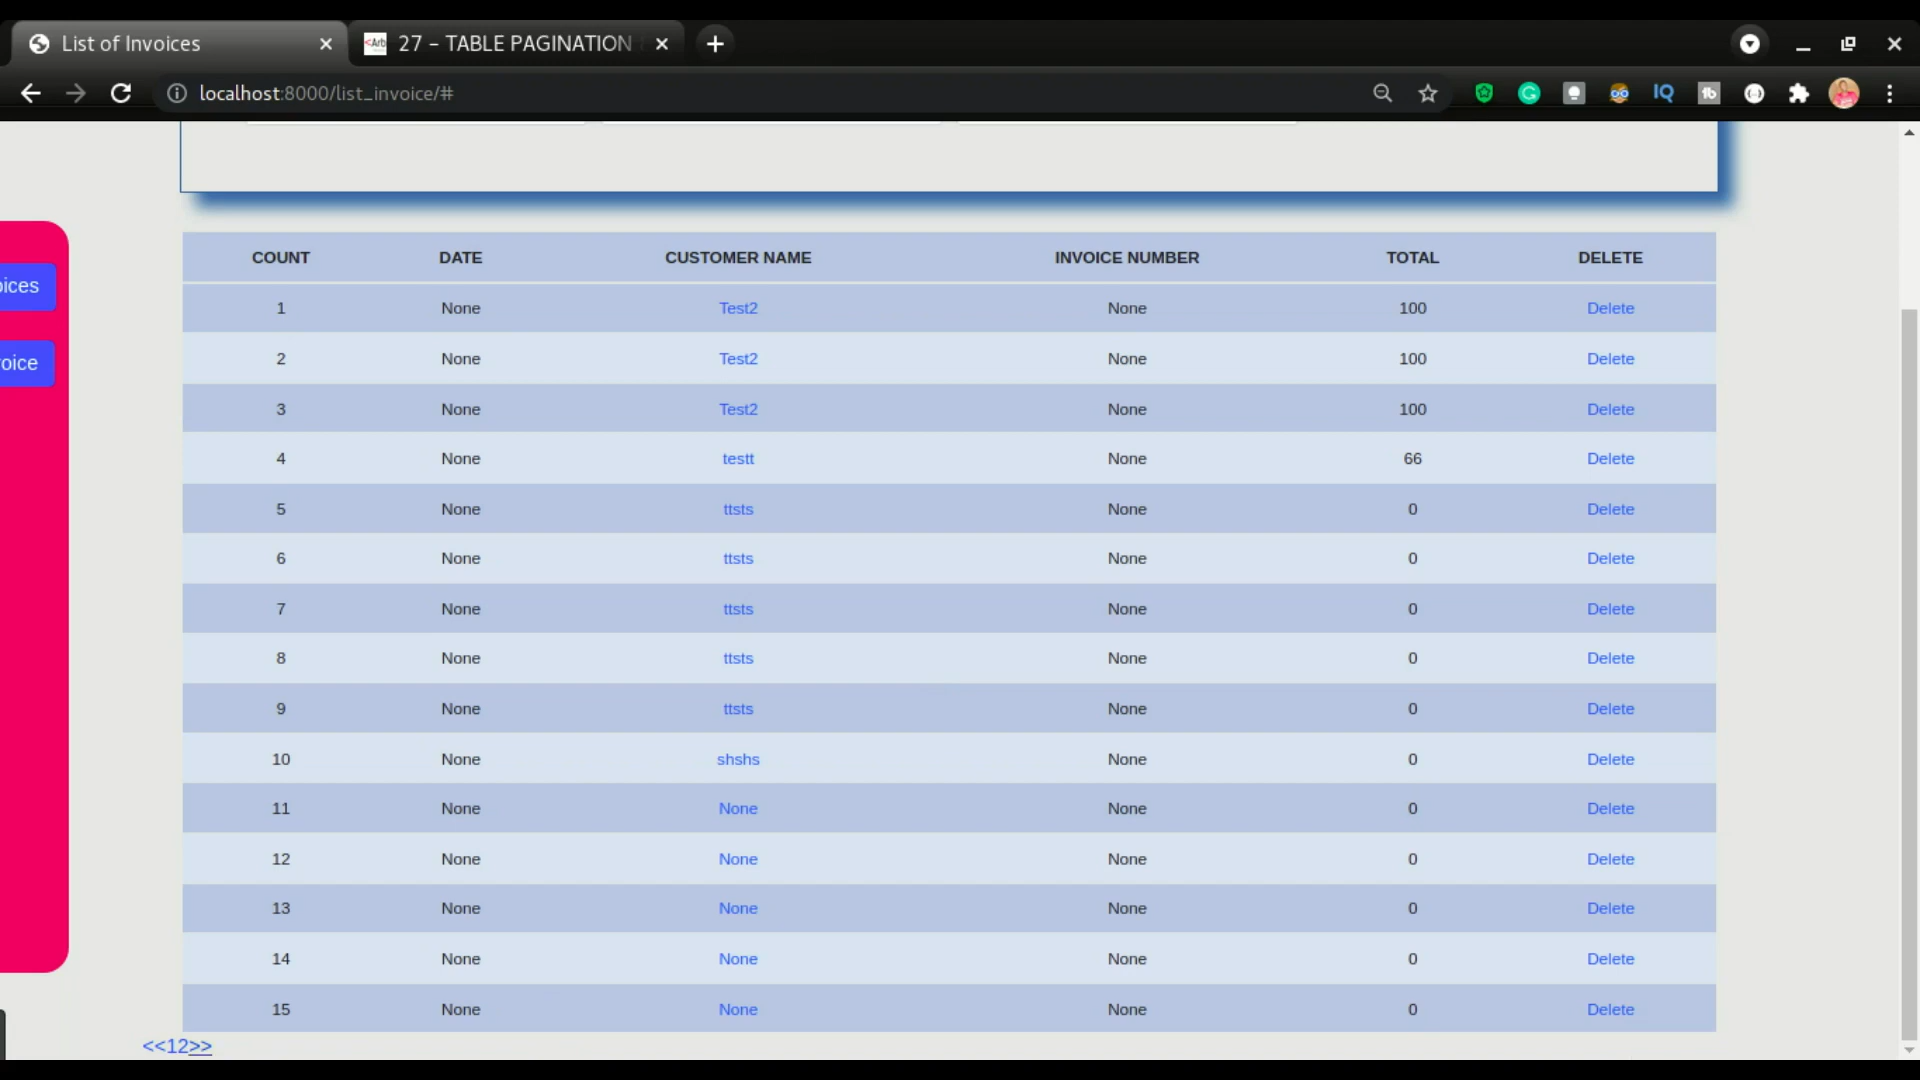 List of Invoices
<Arb 27 – TABLE PAGINATION
localhost:8000/list_invoice/#
IQ
tb
oices
oice
COUNT DATE CUSTOMER NAME INVOICE NUMBER TOTAL DELETE
1 None Test2 None 100 Delete
2 None Test2 None 100 Delete
3 None Test2 None 100 Delete
4 None testt None 66 Delete
5 None ttsts None 0 Delete
6 None ttsts None 0 Delete
7 None ttsts None 0 Delete
8 None ttsts None 0 Delete
9 None ttsts None 0 Delete
10 None shshs None 0 Delete
11 None None None 0 Delete
12 None None None 0 Delete
13 None None None 0 Delete
14 None None None 0 Delete
15 None None None 0 Delete
<<12>>